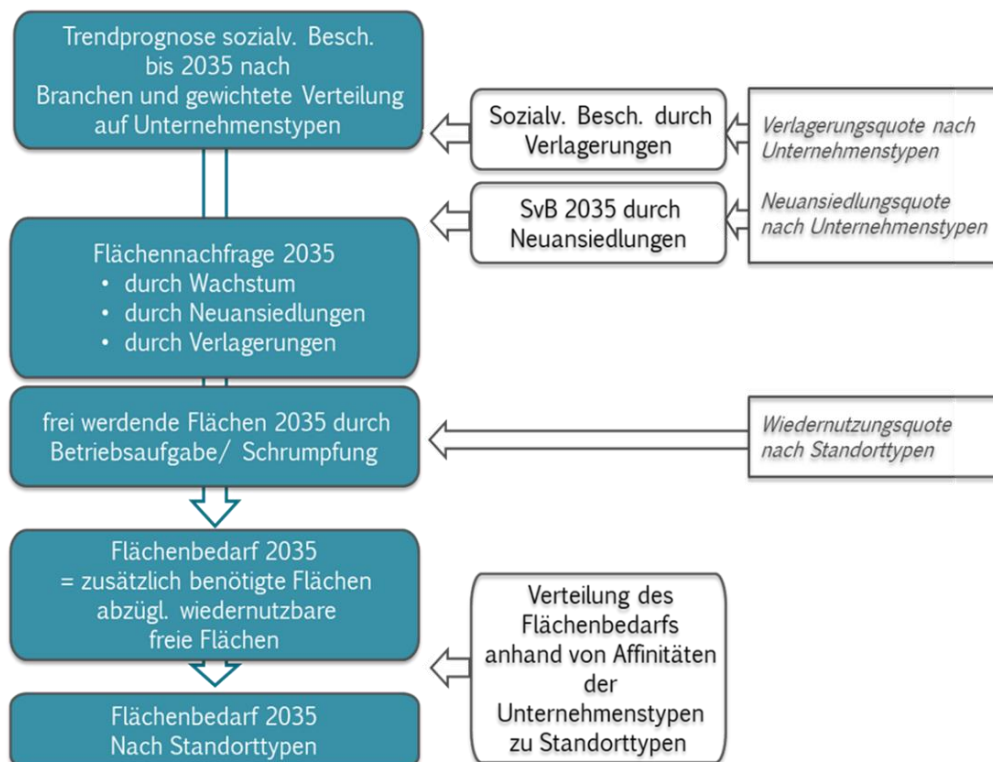 Trendprognose sozialv. Besch.
bis 2035 nach
Branchen und gewichtete Verteilung
auf Unternehmenstypen
Sozialv. Besch. durch
Verlagerungen
Verlagerungsquote nach
Unternehmenstypen
SvB 2035 durch
Neuansiedlungen
Neuansiedlungsquote
nach Unternehmenstypen
Flächennachfrage 2035
• durch Wachstum
• durch Neuansiedlungen
• durch Verlagerungen
frei werdende Flächen 2035 durch
Betriebsaufgabe/ Schrumpfung
Wiedernutzungsquote
nach Standorttypen
Flächenbedarf 2035
= zusätzlich benötigte Flächen
abzügl. wiedernutzbare
freie Flächen
Verteilung des
Flächenbedarfs
anhand von Affinitäten
der
Unternehmenstypen
zu Standorttypen
Flächenbedarf 2035
Nach Standorttypen